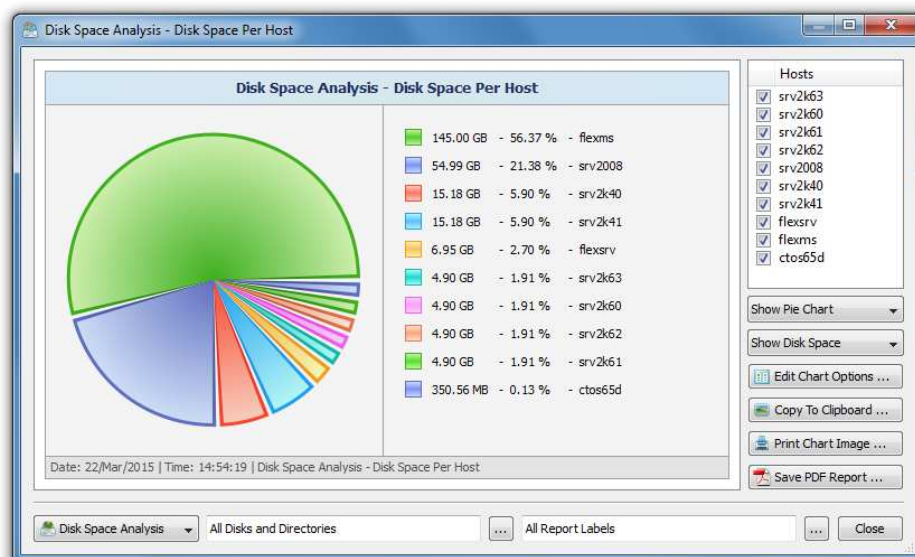 Disk Space Analysis - Disk Space Per Host
Disk Space Analysis - Disk Space Per Host
145.00 GB - 56.37 % - flexms
54.99 GB - 21.38 % - srv2008
15.18 GB - 5.90 % - srv2k40
15.18 GB - 5.90 % - srv2k41
6.95 GB - 2.70 % - flexsrv
4.90 GB - 1.91 % - srv2k63
4.90 GB - 1.91 % - srv2k60
4.90 GB - 1.91 % - srv2k62
4.90 GB - 1.91 % - srv2k61
350.56 MB - 0.13 % - ctos65d
Date: 22/Mar/2015 | Time: 14:54:19 | Disk Space Analysis - Disk Space Per Host
Hosts
srv2k63
srv2k60
srv2k61
srv2k62
srv2008
srv2k40
srv2k41
flexsrv
flexms
ctos65d
Show Pie Chart
Show Disk Space
Edit Chart Options ...
Copy To Clipboard ...
Print Chart Image ...
Save PDF Report ...
Disk Space Analysis All Disks and Directories ... All Report Labels ... Close